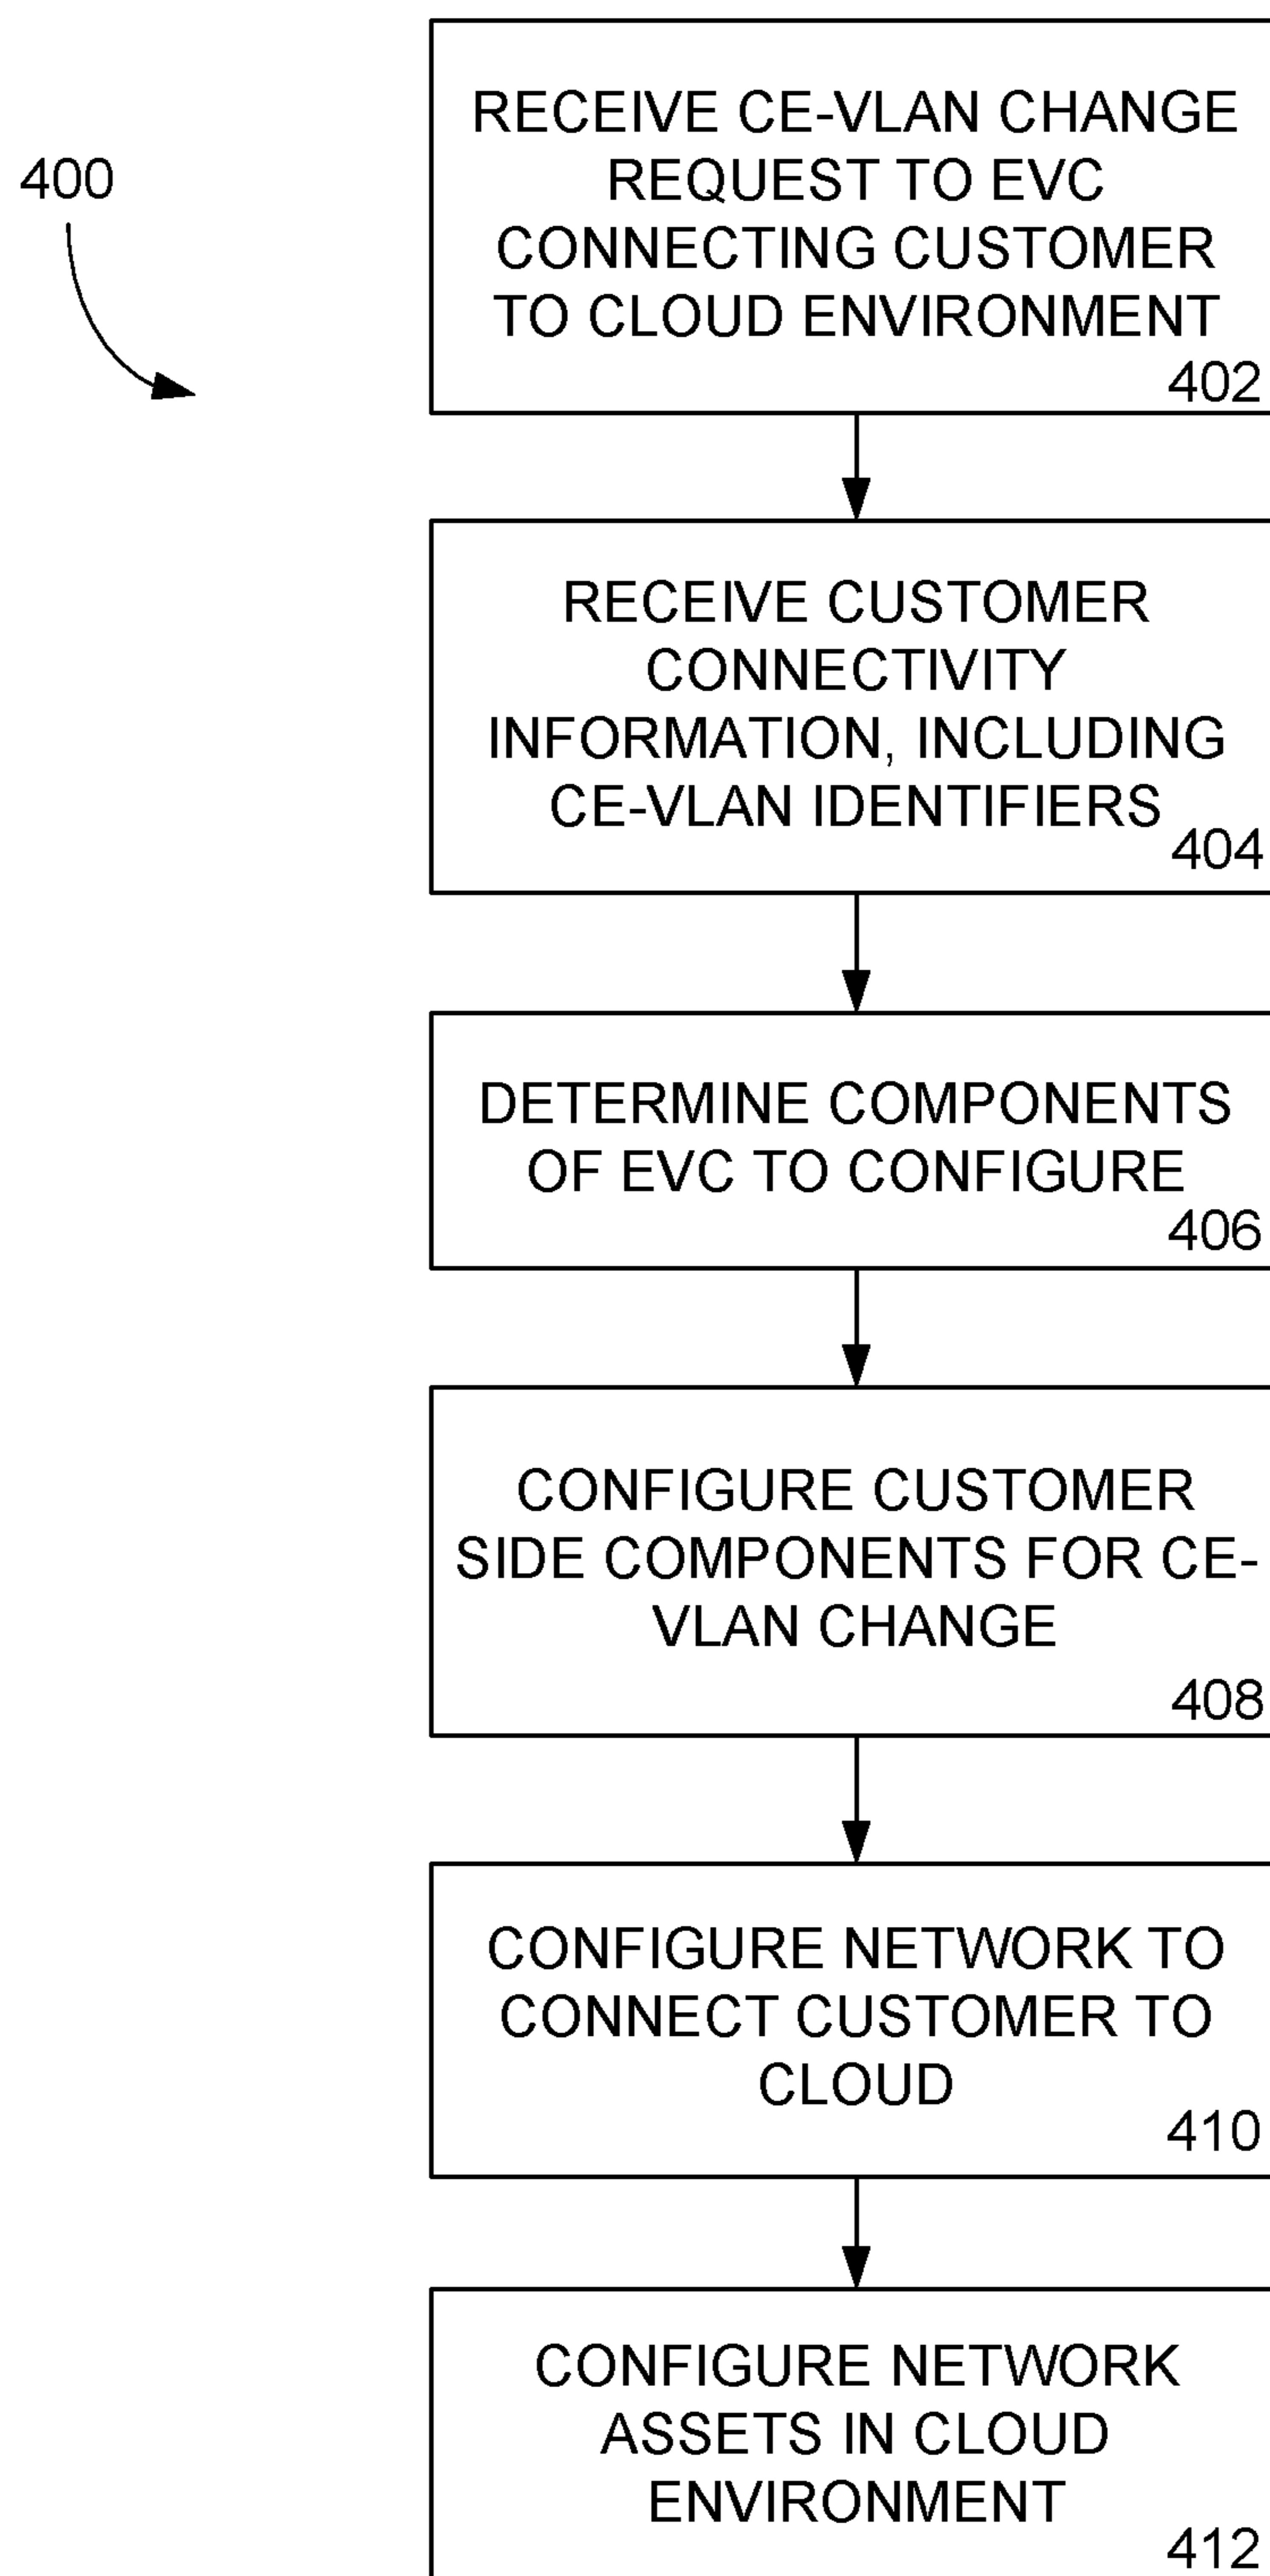 400
RECEIVE CE-VLAN CHANGE
REQUEST TO EVC
CONNECTING CUSTOMER
TO CLOUD ENVIRONMENT
402
RECEIVE CUSTOMER
CONNECTIVITY
INFORMATION, INCLUDING
CE-VLAN IDENTIFIERS
404
DETERMINE COMPONENTS
OF EVC TO CONFIGURE
406
CONFIGURE CUSTOMER
SIDE COMPONENTS FOR CE-
VLAN CHANGE
408
CONFIGURE NETWORK TO
CONNECT CUSTOMER TO
CLOUD
410
CONFIGURE NETWORK
ASSETS IN CLOUD
ENVIRONMENT
412